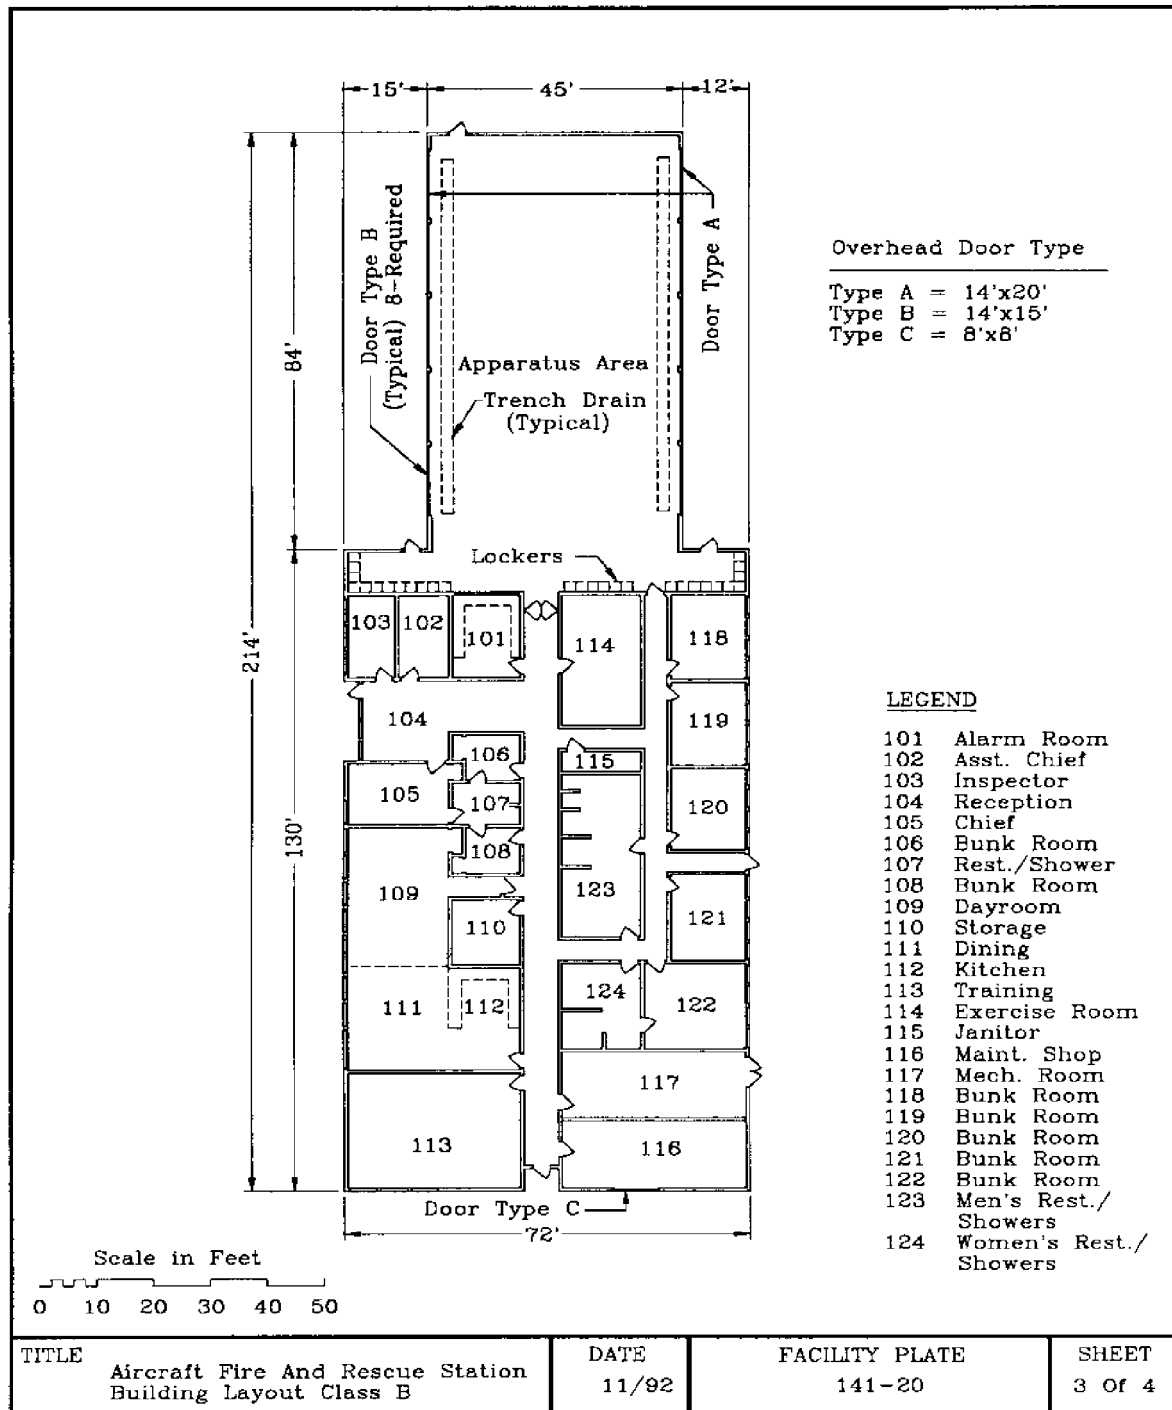 15'
45'
12'
214'
84'
130'
Door Type B
(Typical) 8-Required
Door Type A
Apparatus Area
Trench Drain
(Typical)
Overhead Door Type
Type A = 14'x20'
Type B = 14'x15'
Type C = 8'x8'
Lockers
103
102
101
114
118
104
106
115
119
105
107
120
108
109
123
110
121
111
112
124
122
117
113
116
Door Type C
72'
LEGEND
101 Alarm Room
102 Asst. Chief
103 Inspector
104 Reception
105 Chief
106 Bunk Room
107 Rest./Shower
108 Bunk Room
109 Dayroom
110 Storage
111 Dining
112 Kitchen
113 Training
114 Exercise Room
115 Janitor
116 Maint. Shop
117 Mech. Room
118 Bunk Room
119 Bunk Room
120 Bunk Room
121 Bunk Room
122 Bunk Room
123 Men's Rest./
Showers
124 Women's Rest./
Showers
Scale in Feet
0 10 20 30 40 50
TITLE
Aircraft Fire And Rescue Station
Building Layout Class B
DATE
11/92
FACILITY PLATE
141-20
SHEET
3 Of 4